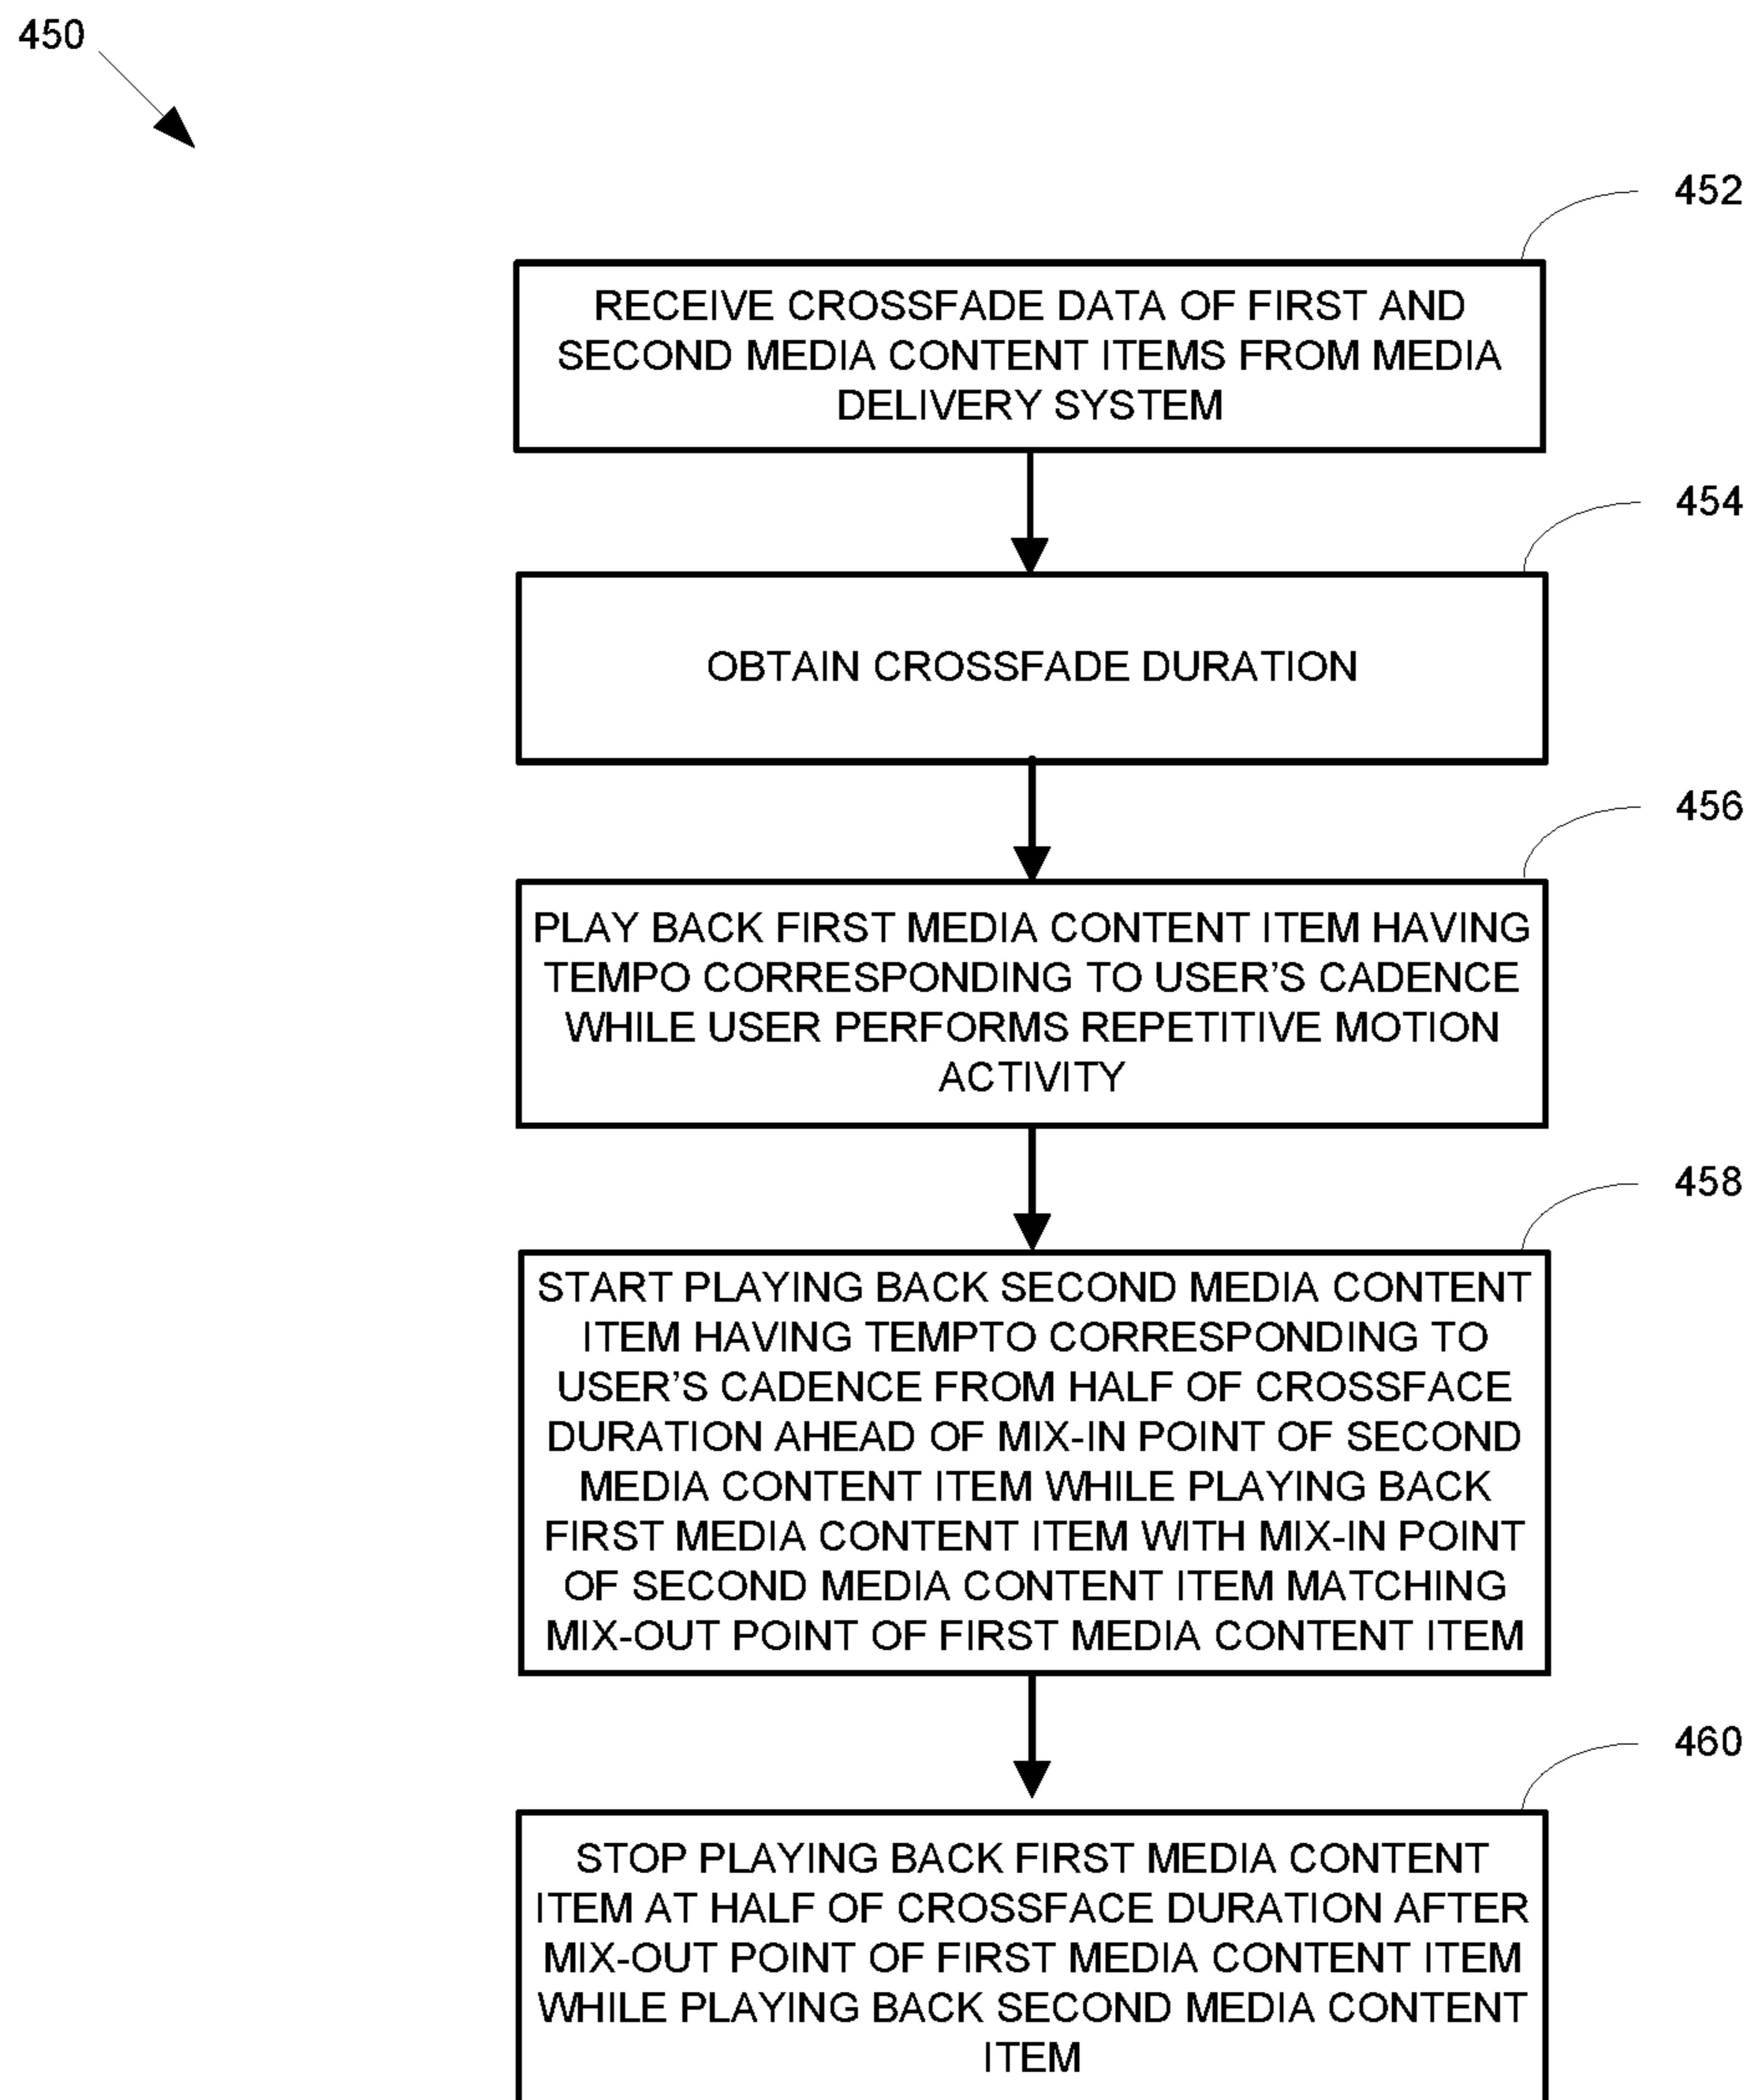 450
452
RECEIVE CROSSFADE DATA OF FIRST AND
SECOND MEDIA CONTENT ITEMS FROM MEDIA
DELIVERY SYSTEM
454
OBTAIN CROSSFADE DURATION
456
PLAY BACK FIRST MEDIA CONTENT ITEM HAVING
TEMPO CORRESPONDING TO USER'S CADENCE
WHILE USER PERFORMS REPETITIVE MOTION
ACTIVITY
458
START PLAYING BACK SECOND MEDIA CONTENT
ITEM HAVING TEMPTO CORRESPONDING TO
USER'S CADENCE FROM HALF OF CROSSFACE
DURATION AHEAD OF MIX-IN POINT OF SECOND
MEDIA CONTENT ITEM WHILE PLAYING BACK
FIRST MEDIA CONTENT ITEM WITH MIX-IN POINT
OF SECOND MEDIA CONTENT ITEM MATCHING
MIX-OUT POINT OF FIRST MEDIA CONTENT ITEM
460
STOP PLAYING BACK FIRST MEDIA CONTENT
ITEM AT HALF OF CROSSFACE DURATION AFTER
MIX-OUT POINT OF FIRST MEDIA CONTENT ITEM
WHILE PLAYING BACK SECOND MEDIA CONTENT
ITEM